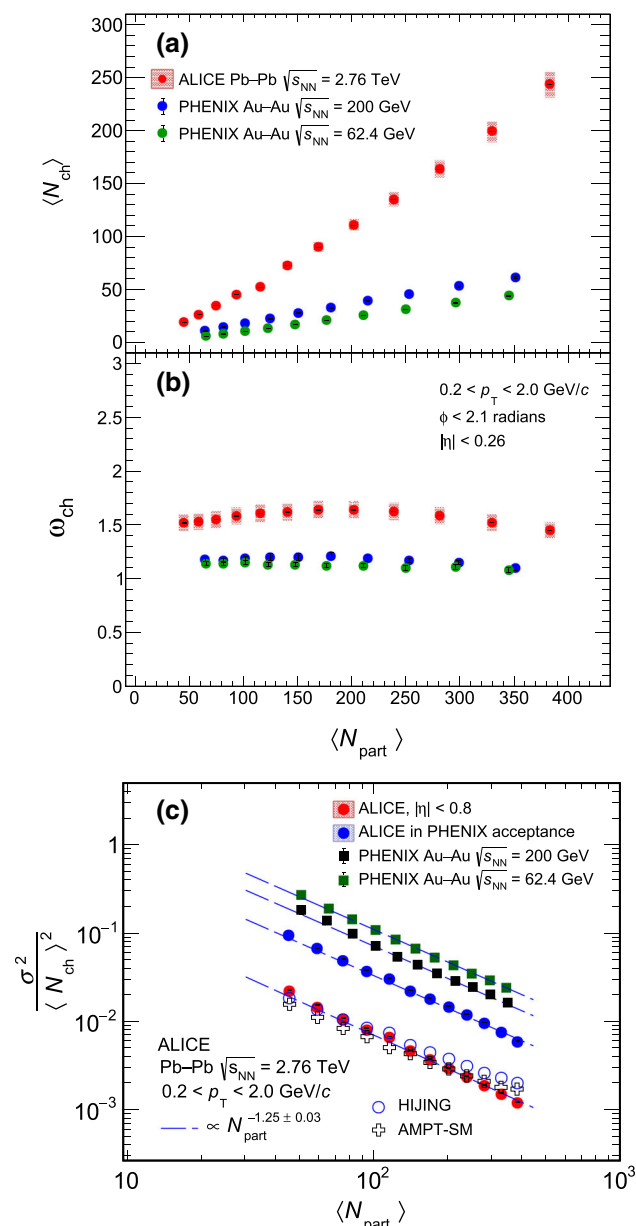 (a)
ALICE Pb–Pb √sNN = 2.76 TeV
PHENIX Au–Au √sNN = 200 GeV
PHENIX Au–Au √sNN = 62.4 GeV
⟨Nch⟩
300
250
200
150
100
50
0
(b)
0.2 < pT < 2.0 GeV/c
ϕ < 2.1 radians
|η| < 0.26
ωch
3
2.5
2
1.5
1
0.5
0
0 50 100 150 200 250 300 350 400
⟨Npart⟩
(c)
ALICE, |η| < 0.8
ALICE in PHENIX acceptance
PHENIX Au–Au √sNN = 200 GeV
PHENIX Au–Au √sNN = 62.4 GeV
σ² / ⟨Nch⟩²
1
10⁻¹
10⁻²
10⁻³
ALICE
Pb–Pb √sNN = 2.76 TeV
0.2 < pT < 2.0 GeV/c
∝ Npart^−1.25 ± 0.03
HIJING
AMPT-SM
10 10² 10³
⟨Npart⟩